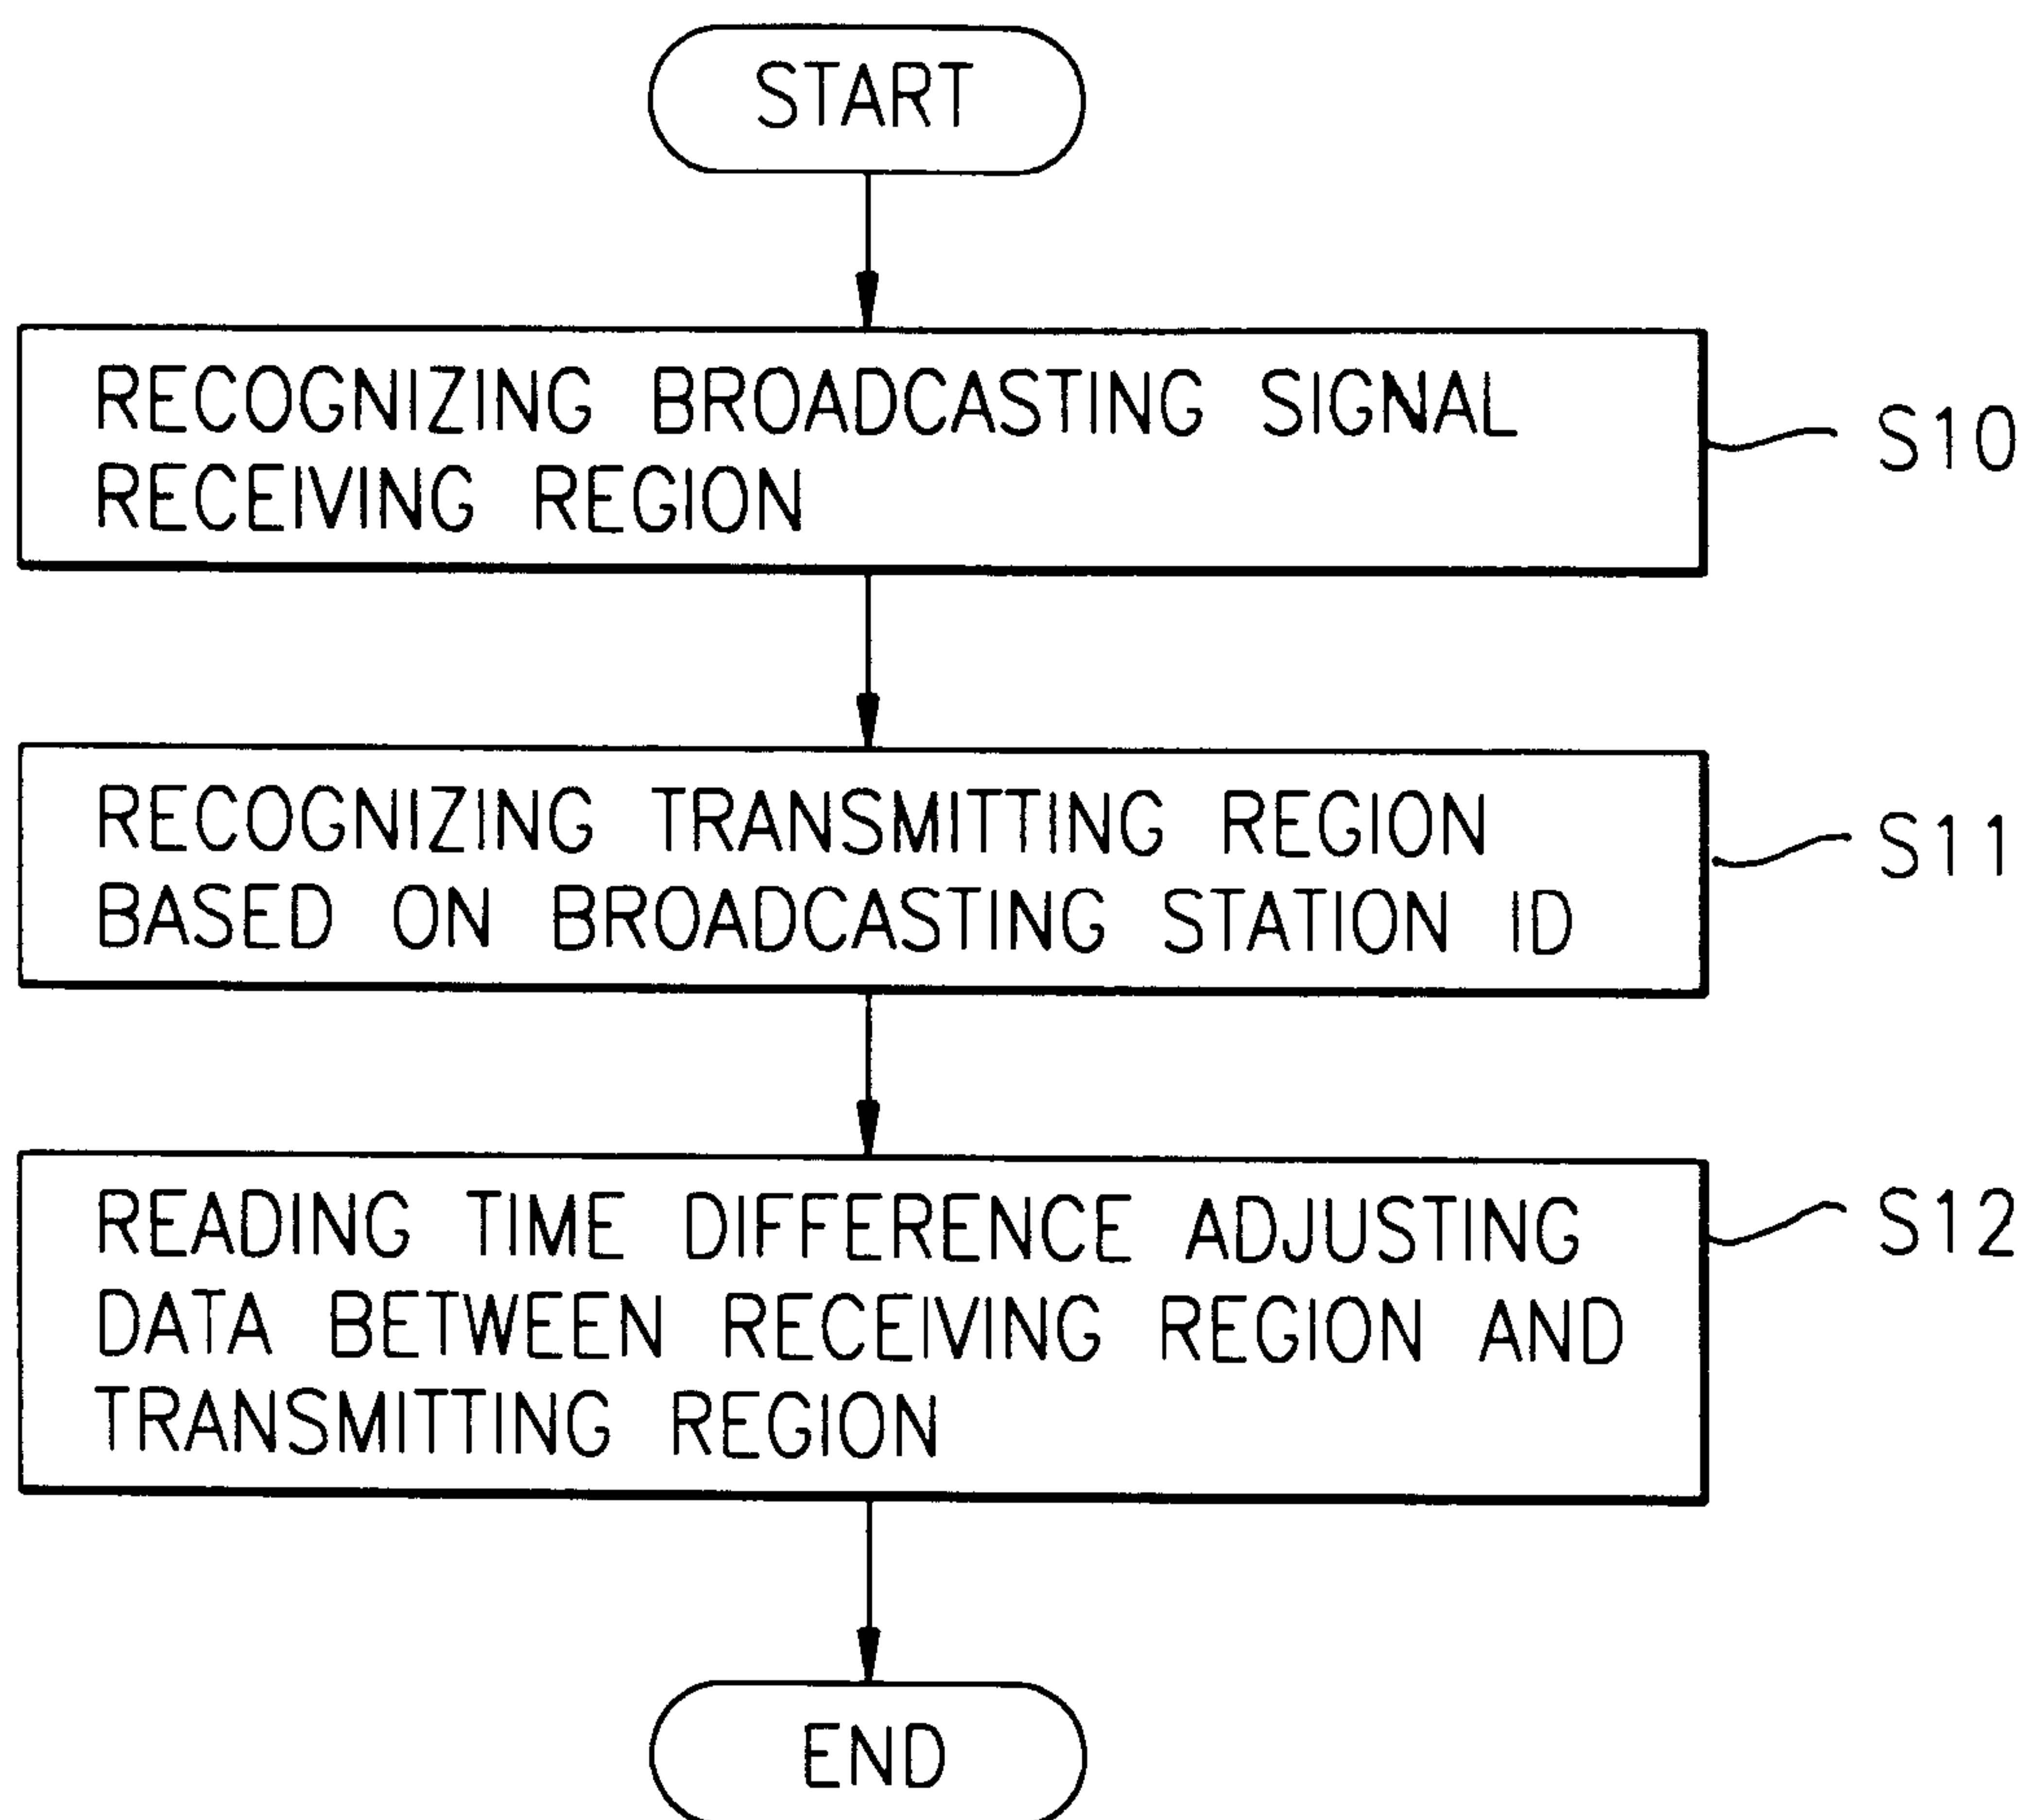 START
RECOGNIZING BROADCASTING SIGNAL
RECEIVING REGION
S10
RECOGNIZING TRANSMITTING REGION
BASED ON BROADCASTING STATION ID
S11
READING TIME DIFFERENCE ADJUSTING
DATA BETWEEN RECEIVING REGION AND
TRANSMITTING REGION
S12
END